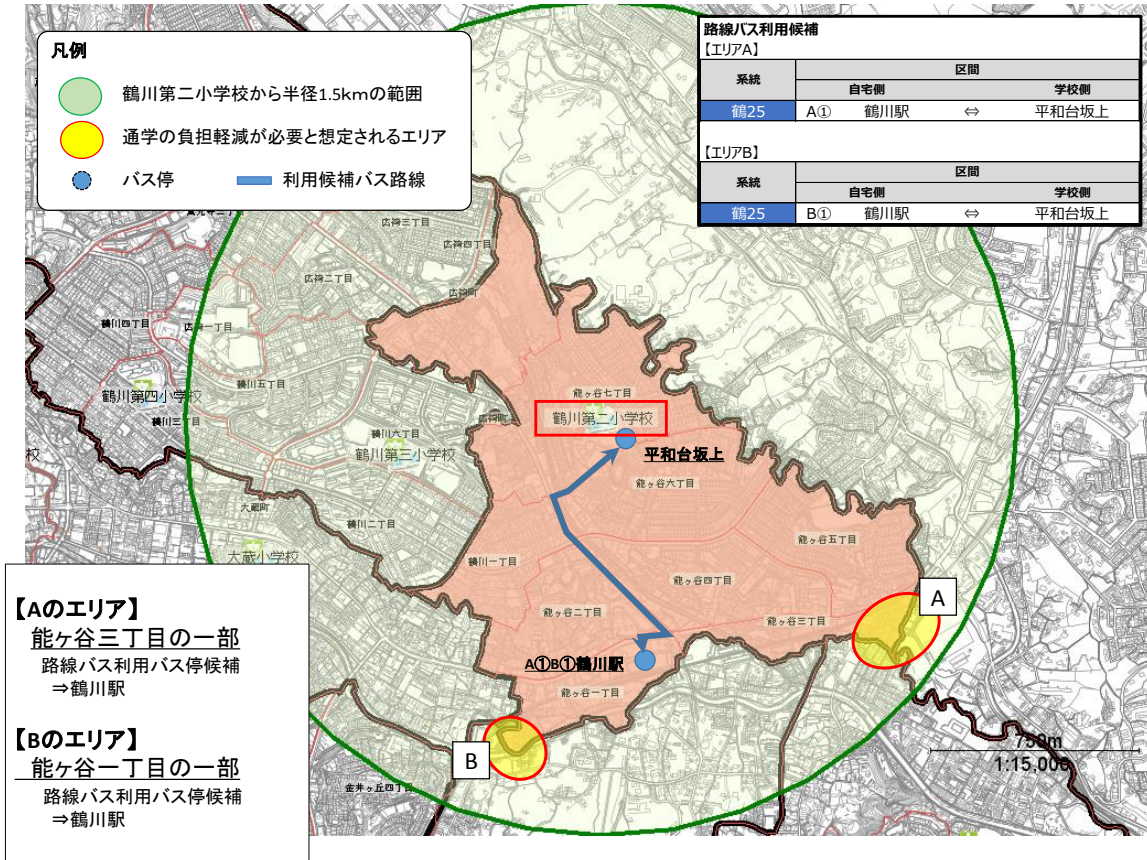 凡例
鶴川第二小学校から半径1.5kmの範囲
通学の負担軽減が必要と想定されるエリア
バス停
利用候補バス路線
路線バス利用候補
【エリアA】
系統
区間
自宅側
学校側
鶴25
A①
鶴川駅
⇔
平和台坂上
【エリアB】
系統
区間
自宅側
学校側
鶴25
B①
鶴川駅
⇔
平和台坂上
広袴三丁目
広袴四丁目
広袴二丁目
広袴町
鶴川四丁目
広袴一丁目
鶴川五丁目
能ヶ谷七丁目
鶴川第四小学校
鶴川三丁目
広袴町
鶴川第二小学校
鶴川六丁目
鶴川第三小学校
平和台坂上
校
能ヶ谷六丁目
大蔵町
鶴川二丁目
能ヶ谷五丁目
大蔵小学校
鶴川一丁目
能ヶ谷四丁目
A
能ヶ谷二丁目
能ヶ谷三丁目
A①B①鶴川駅
能ヶ谷一丁目
B
金井ヶ丘四丁目
750m
1:15,000
【Aのエリア】
能ヶ谷三丁目の一部
路線バス利用バス停候補
⇒鶴川駅
【Bのエリア】
能ヶ谷一丁目の一部
路線バス利用バス停候補
⇒鶴川駅